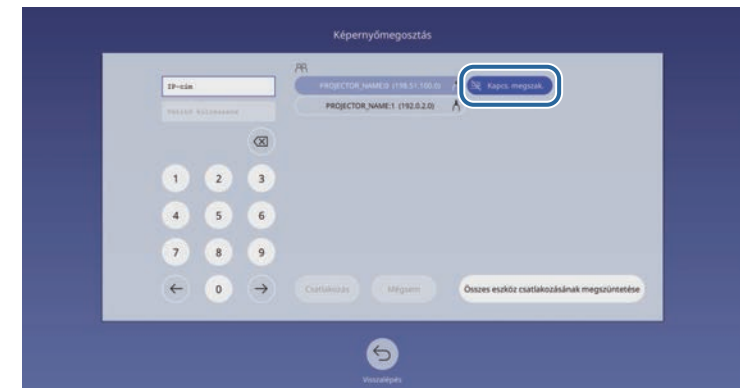 Képernyőmegosztás
IP-cím
PROJECTOR_NAME:0 (198.51.100.0)
Kapcs. megszak.
PROJECTOR_NAME:1 (192.0.2.0)
1 2 3
4 5 6
7 8 9
0
Csatlakozás
Mégsem
Összes eszköz csatlakozásának megszüntetése
Visszalépés